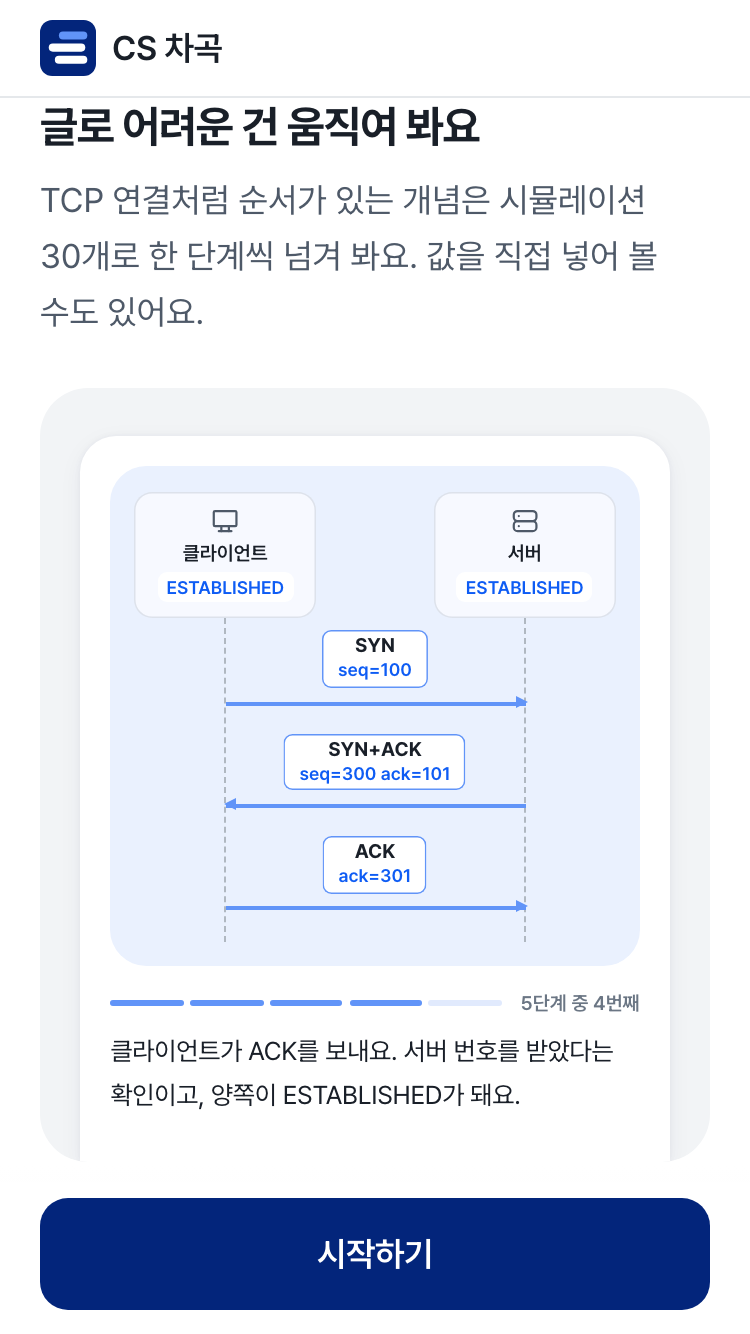 CS 차곡
글로 어려운 건 움직여 봐요
TCP 연결처럼 순서가 있는 개념은 시뮬레이션
30개로 한 단계씩 넘겨 봐요. 값을 직접 넣어 볼
수도 있어요.
클라이언트
서버
ESTABLISHED
ESTABLISHED
SYN
seq=100
SYN+ACK
seq=300 ack=101
ACK
ack=301
5단계 중 4번째
클라이언트가 ACK를 보내요. 서버 번호를 받았다는
확인이고, 양쪽이 ESTABLISHED가 돼요.
시작하기